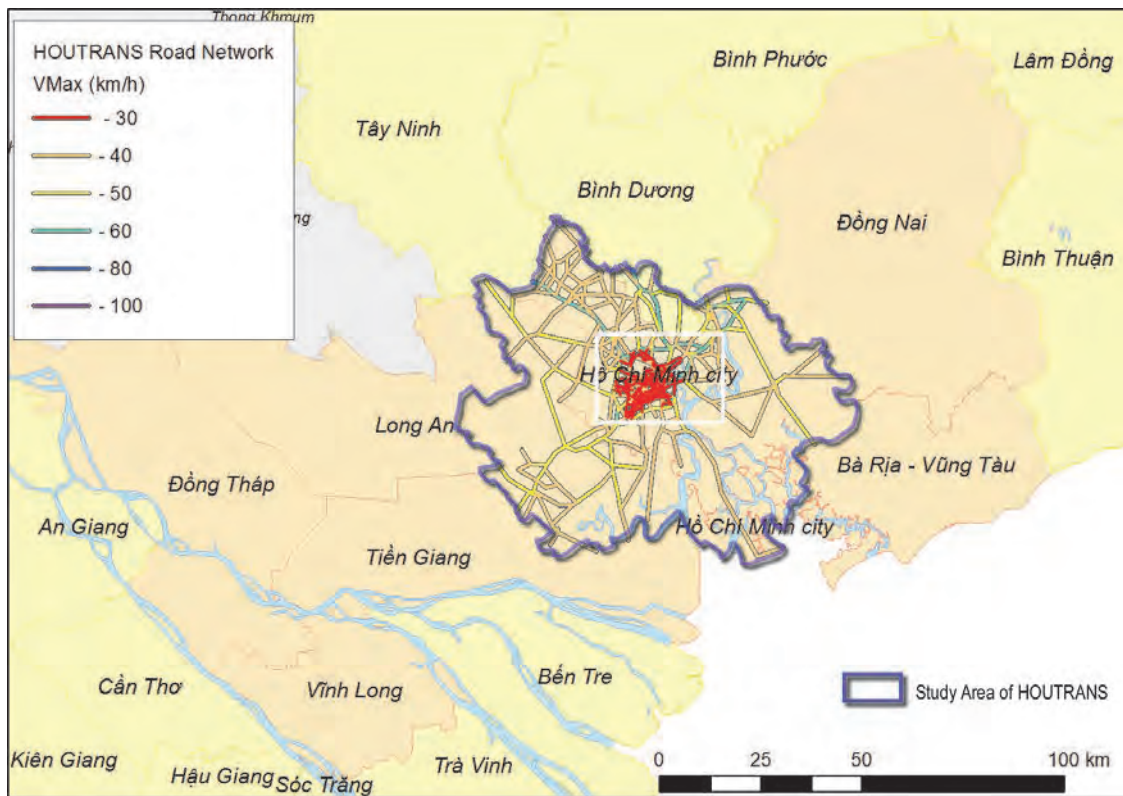 Thong Khmum
HOUTRANS Road Network
VMax (km/h)
- 30
- 40
- 50
- 60
- 80
- 100
Bình Phước
Lâm Đồng
Tây Ninh
Bình Dương
Đồng Nai
Bình Thuận
Hồ Chí Minh city
Long An
Bà Rịa - Vũng Tàu
Đồng Tháp
An Giang
Hồ Chí Minh city
Tiền Giang
Bến Tre
Cần Thơ
Vĩnh Long
Study Area of HOUTRANS
Kiên Giang
Hậu Giang
Sóc Trăng
Trà Vinh
0 25 50 100 km